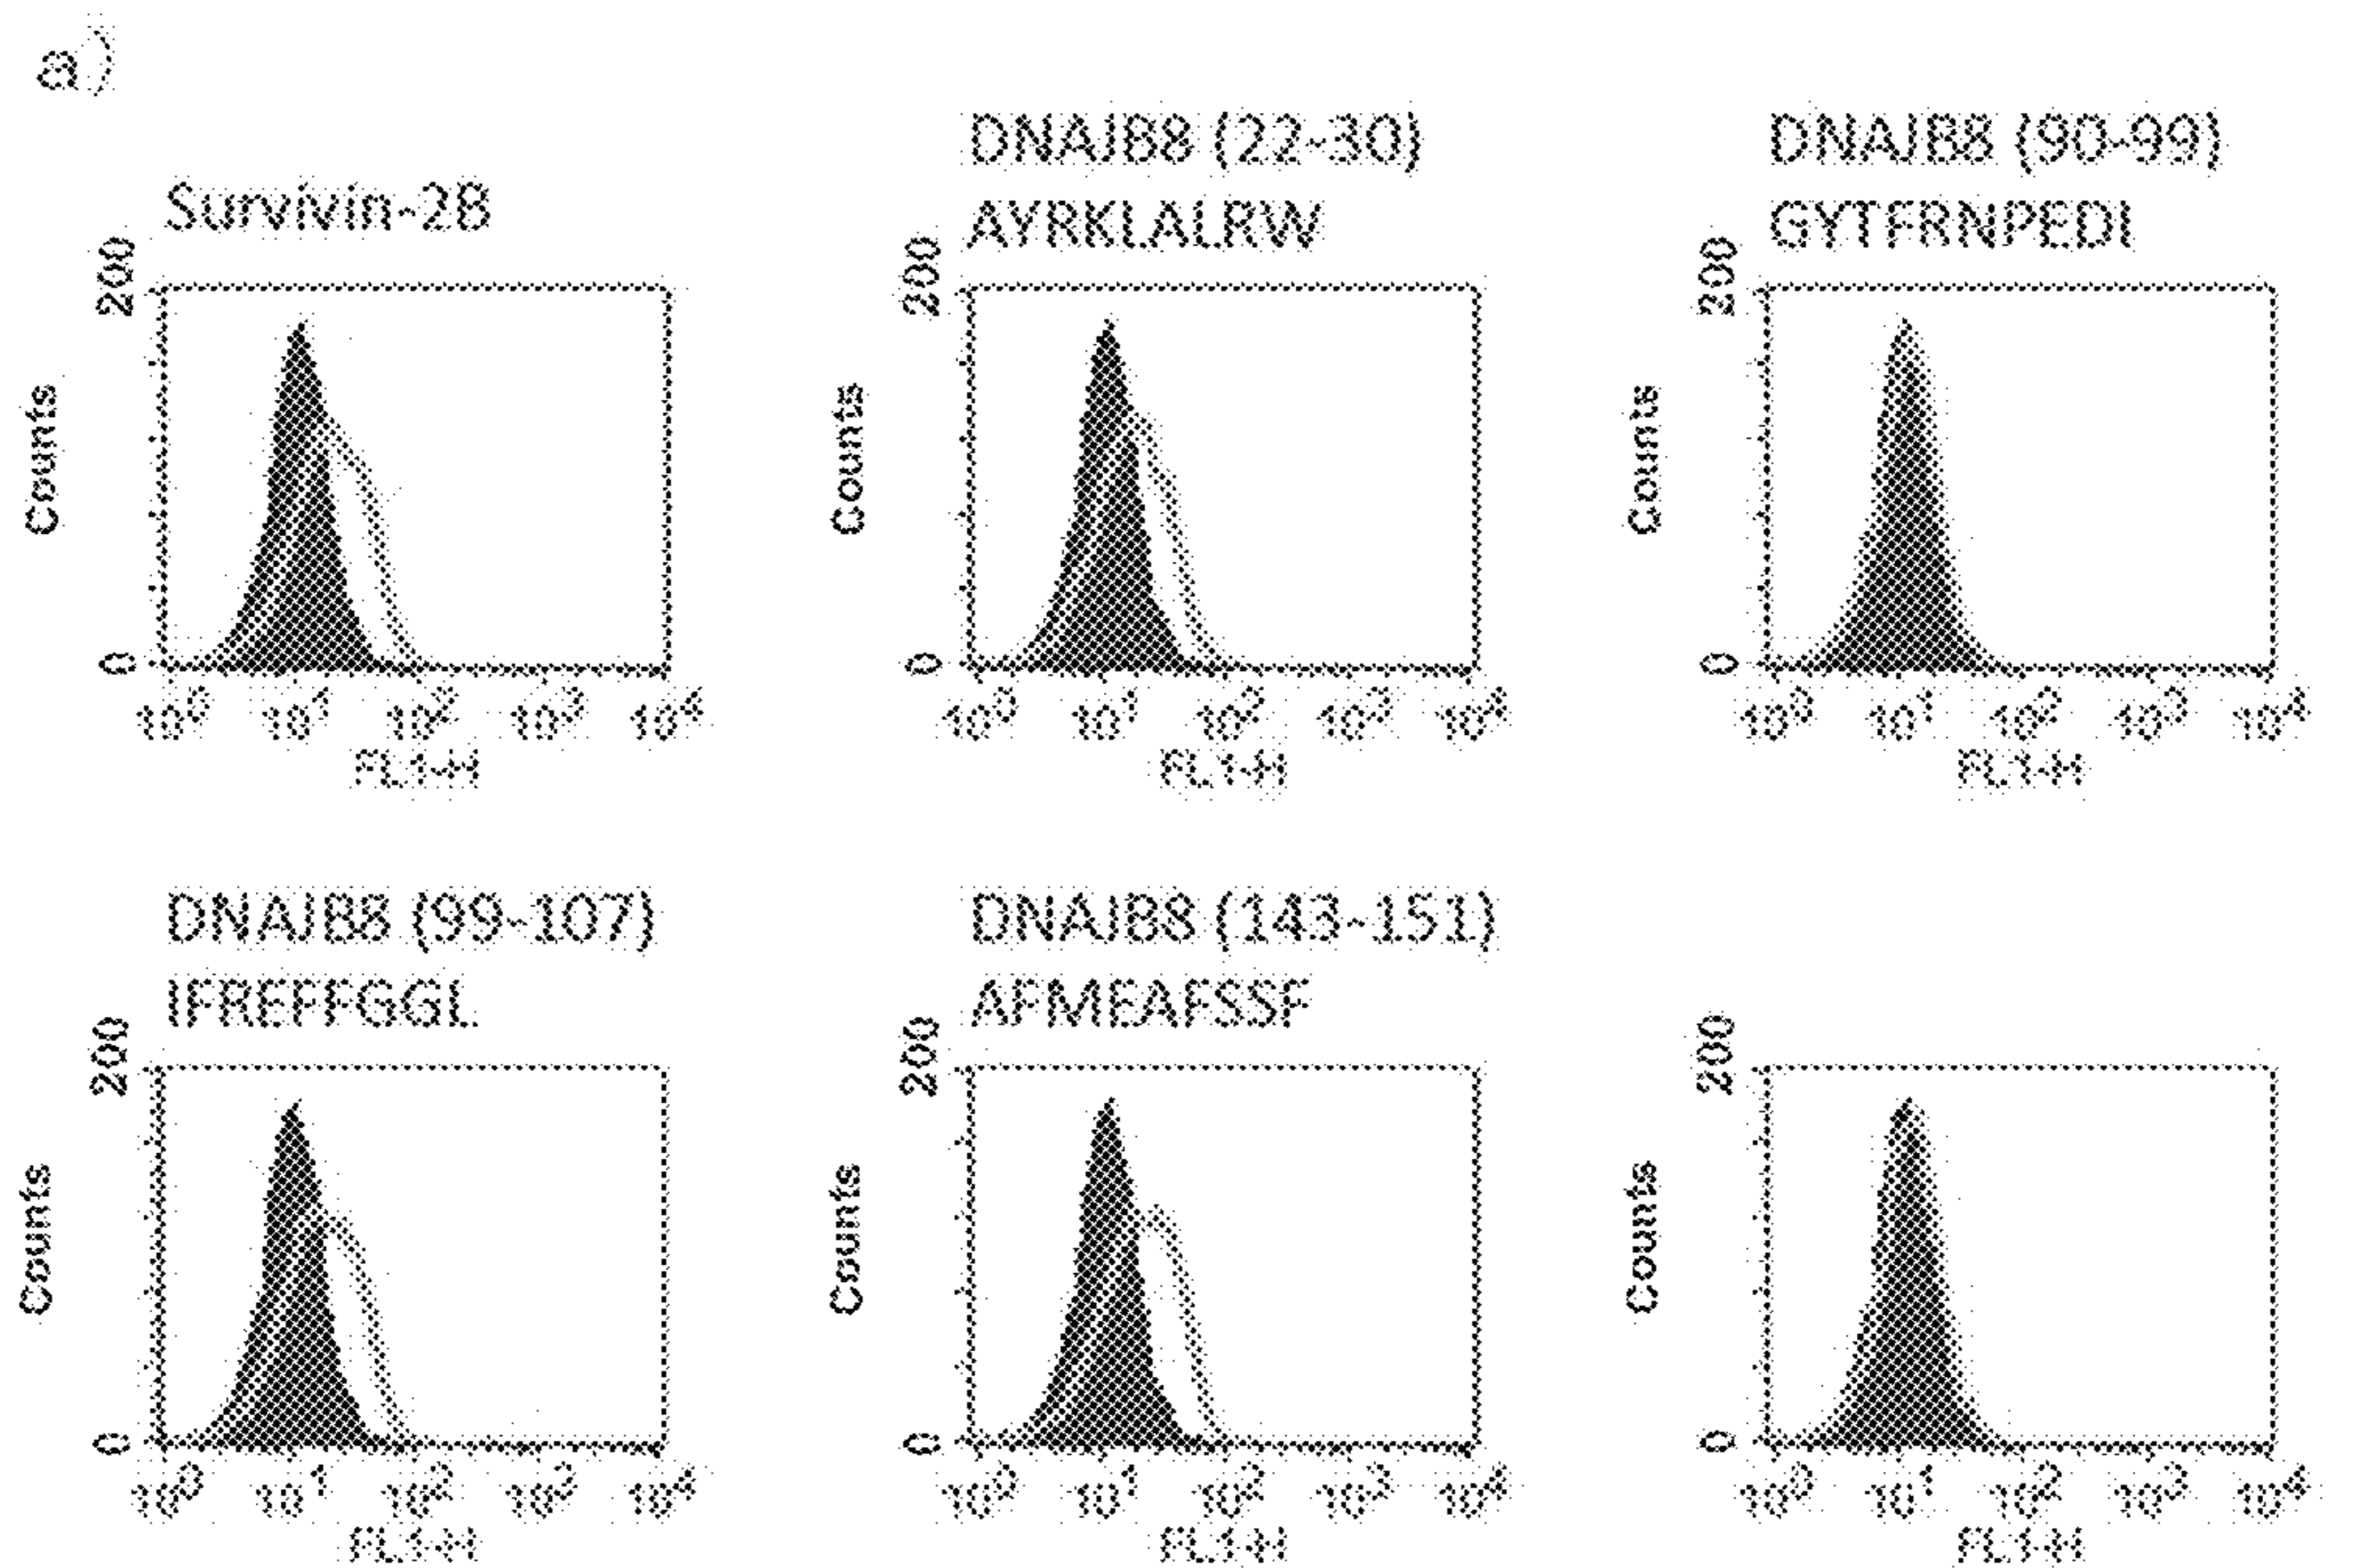 a)
Survivin-2B
DNAJB8 (22-30)
AYRKLALRW
DNAJB8 (90-99)
GYTFRNPEDI
200
Counts
0
10^0 10^1 10^2 10^3 10^4
FL1-H
200
Counts
0
10^0 10^1 10^2 10^3 10^4
FL1-H
200
Counts
0
10^0 10^1 10^2 10^3 10^4
FL1-H
DNAJB8 (99-107)
IFREFFGGL
DNAJB8 (143-151)
AFMEAFSSF
200
Counts
0
10^0 10^1 10^2 10^3 10^4
FL1-H
200
Counts
0
10^0 10^1 10^2 10^3 10^4
FL1-H
200
Counts
0
10^0 10^1 10^2 10^3 10^4
FL1-H